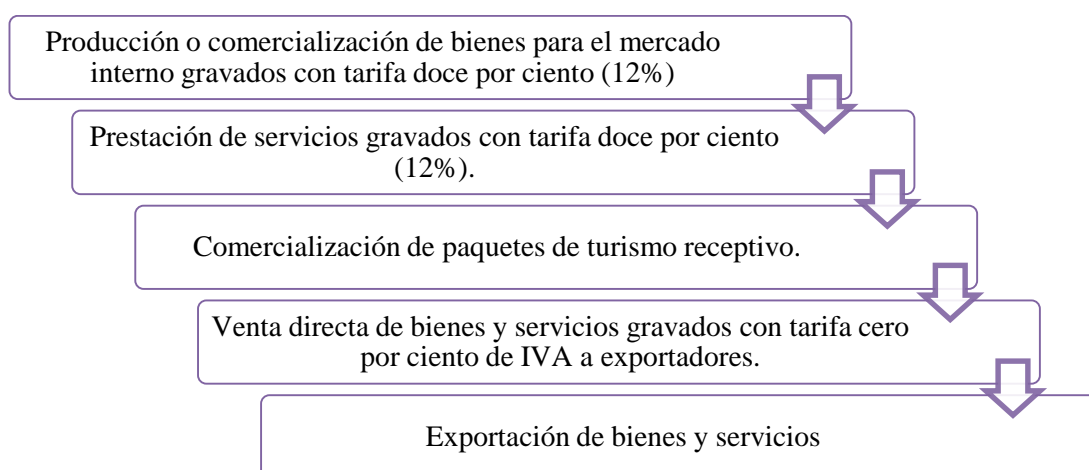 Producción o comercialización de bienes para el mercado
interno gravados con tarifa doce por ciento (12%)
Prestación de servicios gravados con tarifa doce por ciento
(12%).
Comercialización de paquetes de turismo receptivo.
Venta directa de bienes y servicios gravados con tarifa cero
por ciento de IVA a exportadores.
Exportación de bienes y servicios